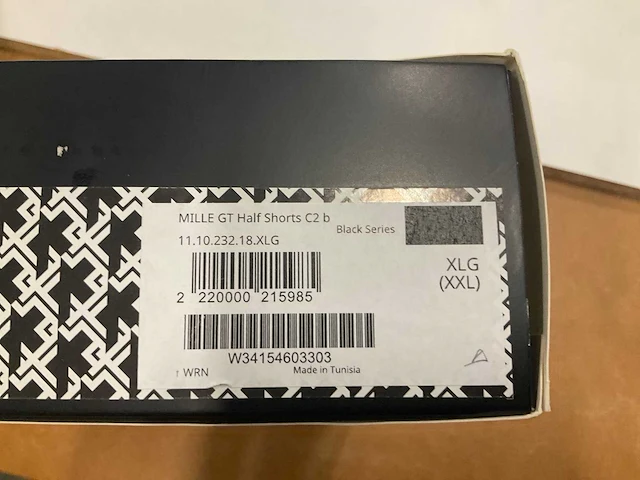 MILLE GT Half Shorts C2 b
Black Series
11.10.232.18.XLG
XLG
(XXL)
2 220000 215985
W34154603303
WRN
Made in Tunisia